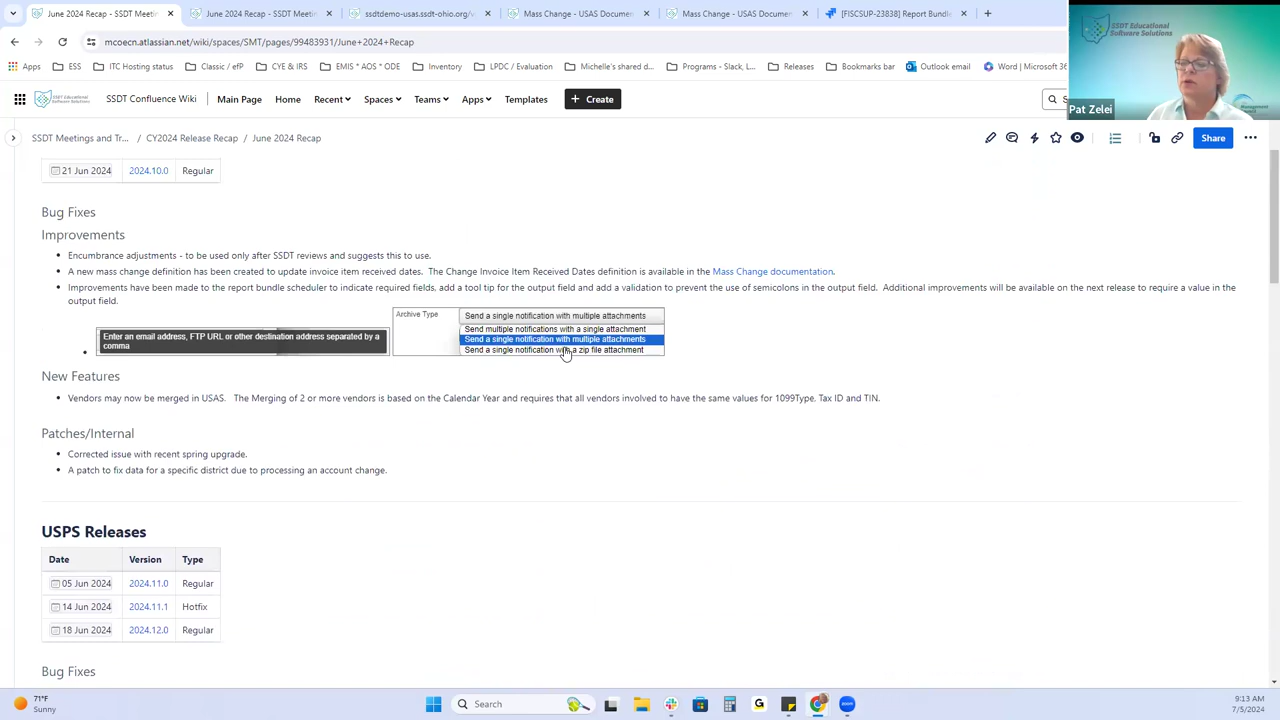 June 2024 Recap - SSDT Meeti
June 2024 Recap - SSDT Meeting
ssdtdemo-usas.ssdt-ohio.org
Mass Change - USAS Documen
Mass Change - USAS Documen
[FISCSUP-23898] Report Bundle
mcoecn.atlassian.net/wiki/spaces/SMT/pages/99483931/June+2024+Recap
Apps
ESS
ITC Hosting status
Classic / efp
CYE & IRS
EMIS * AOS * ODE
Inventory
LPDC / Evaluation
Michelle's shared d...
Programs - Slack, L...
Releases
Bookmarks bar
Outlook email
Word | Microsoft 36
SSDT Educational
Software Solutions
Pat Zelei
SSDT Confluence Wiki
Main Page
Home
Recent
Spaces
Teams
Apps
Templates
Create
SSDT Meetings and Tr...
/
CY2024 Release Recap
/
June 2024 Recap
Share
21 Jun 2024
2024.10.0
Regular
Bug Fixes
Improvements
Encumbrance adjustments - to be used only after SSDT reviews and suggests this to use.
A new mass change definition has been created to update invoice item received dates. The Change Invoice Item Received Dates definition is available in the Mass Change documentation.
Improvements have been made to the report bundle scheduler to indicate required fields, add a tool tip for the output field and add a validation to prevent the use of semicolons in the output field. Additional improvements will be available on the next release to require a value in the
output field.
Enter an email address, FTP URL or other destination address separated by a
comma
Archive Type
Send a single notification with multiple attachments
Send multiple notifications with a single attachment
Send a single notification with multiple attachments
Send a single notification with a zip file attachment
New Features
Vendors may now be merged in USAS. The Merging of 2 or more vendors is based on the Calendar Year and requires that all vendors involved to have the same values for 1099Type, Tax ID and TIN.
Patches/Internal
Corrected issue with recent spring upgrade.
A patch to fix data for a specific district due to processing an account change.
USPS Releases
Date
Version
Type
05 Jun 2024
2024.11.0
Regular
14 Jun 2024
2024.11.1
Hotfix
18 Jun 2024
2024.12.0
Regular
Bug Fixes
71°F
Sunny
Search
9:13 AM
7/5/2024